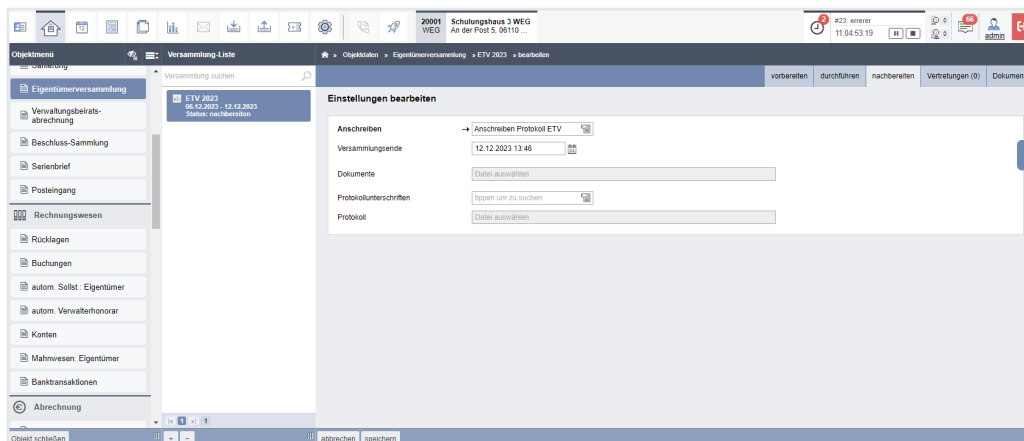 20001 Schulungshaus 3 WEG
WEG An der Post 5, 06110 ...
2 #23: errerer
11:04:53:19
0
0
66
admin
Objektmenü
Versammlung-Liste
» Objektdaten » Eigentümerversammlung » ETV 2023 » bearbeiten
Sanierung
Eigentümerversammlung
Verwaltungsbeirats-
abrechnung
Beschluss-Sammlung
Serienbrief
Posteingang
Rechnungswesen
Rücklagen
Buchungen
autom. Sollst.: Eigentümer
autom. Verwalterhonorar
Konten
Mahnwesen: Eigentümer
Banktransaktionen
Abrechnung
Objekt schließen
Versammlung suchen
ETV 2023
06.12.2023 - 12.12.2023
Status: nachbereiten
1 1
+ -
vorbereiten durchführen nachbereiten Vertretungen (0) Dokumen
Einstellungen bearbeiten
Anschreiben → Anschreiben Protokoll ETV
Versammlungsende 12.12.2023 13:46
Dokumente Datei auswählen
Protokollunterschriften tippen um zu suchen
Protokoll Datei auswählen
abbrechen speichern